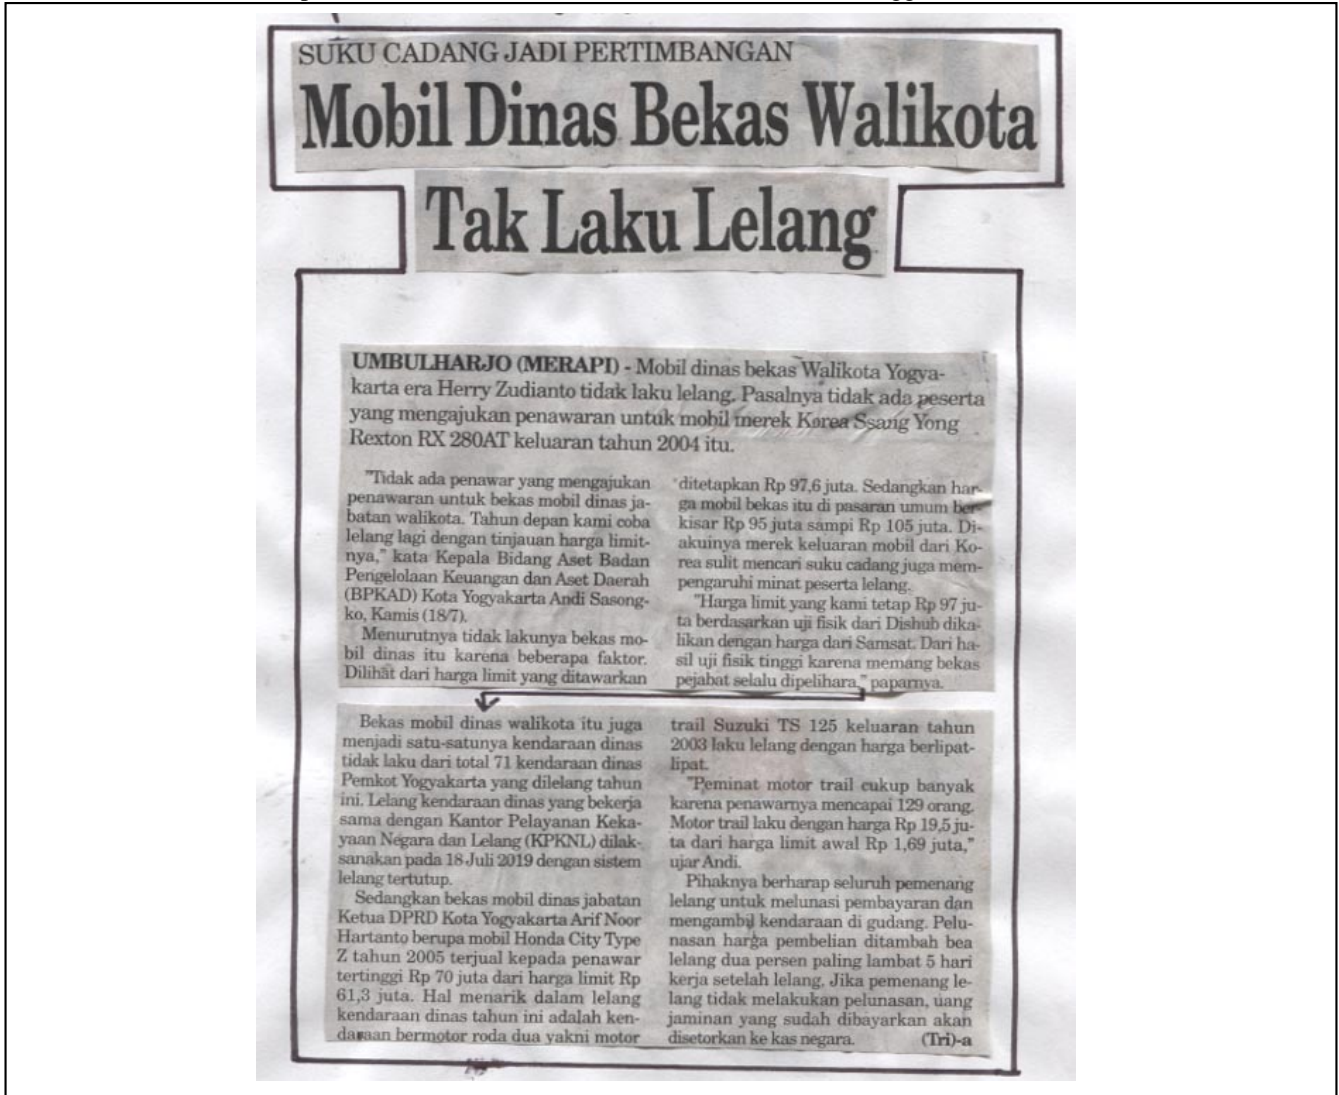 SUKU CADANG JADI PERTIMBANGAN
Mobil Dinas Bekas Walikota
Tak Laku Lelang
UMBULHARJO (MERAPI) - Mobil dinas bekas Walikota Yogya-
karta era Herry Zudianto tidak laku lelang. Pasalnya tidak ada peserta
yang mengajukan penawaran untuk mobil merek Korea Ssang Yong
Rexton RX 280AT keluaran tahun 2004 itu.
"Tidak ada penawar yang mengajukan
penawaran untuk bekas mobil dinas ja-
batan walikota. Tahun depan kami coba
lelang lagi dengan tinjauan harga limit-
nya," kata Kepala Bidang Aset Badan
Pengelolaan Keuangan dan Aset Daerah
(BPKAD) Kota Yogyakarta Andi Sasong-
ko, Kamis (18/7).
Menurutnya tidak lakunya bekas mo-
bil dinas itu karena beberapa faktor.
Dilihat dari harga limit yang ditawarkan
ditetapkan Rp 97,6 juta. Sedangkan har-
ga mobil bekas itu di pasaran umum ber-
kisar Rp 95 juta sampi Rp 105 juta. Di-
akuinya merek keluaran mobil dari Ko-
rea sulit mencari suku cadang juga mem-
pengaruhi minat peserta lelang.
"Harga limit yang kami tetap Rp 97 ju-
ta berdasarkan uji fisik dari Dishub dika-
likan dengan harga dari Samsat. Dari ha-
sil uji fisik tinggi karena memang bekas
pejabat selalu dipelihara," paparnya.
Bekas mobil dinas walikota itu juga
menjadi satu-satunya kendaraan dinas
tidak laku dari total 71 kendaraan dinas
Pemkot Yogyakarta yang dilelang tahun
ini. Lelang kendaraan dinas yang bekerja
sama dengan Kantor Pelayanan Keka-
yaan Negara dan Lelang (KPKNL) dilak-
sanakan pada 18 Juli 2019 dengan sistem
lelang tertutup.
Sedangkan bekas mobil dinas jabatan
Ketua DPRD Kota Yogyakarta Arif Noor
Hartanto berupa mobil Honda City Type
Z tahun 2005 terjual kepada penawar
tertinggi Rp 70 juta dari harga limit Rp
61,3 juta. Hal menarik dalam lelang
kendaraan dinas tahun ini adalah ken-
daraan bermotor roda dua yakni motor
trail Suzuki TS 125 keluaran tahun
2003 laku lelang dengan harga berlipat-
lipat.
"Peminat motor trail cukup banyak
karena penawarnya mencapai 129 orang.
Motor trail laku dengan harga Rp 19,5 ju-
ta dari harga limit awal Rp 1,69 juta,"
ujar Andi.
Pihaknya berharap seluruh pemenang
lelang untuk melunasi pembayaran dan
mengambil kendaraan di gudang. Pelu-
nasan harga pembelian ditambah bea
lelang dua persen paling lambat 5 hari
kerja setelah lelang. Jika pemenang le-
lang tidak melakukan pelunasan, uang
jaminan yang sudah dibayarkan akan
disetorkan ke kas negara. (Tri)-a